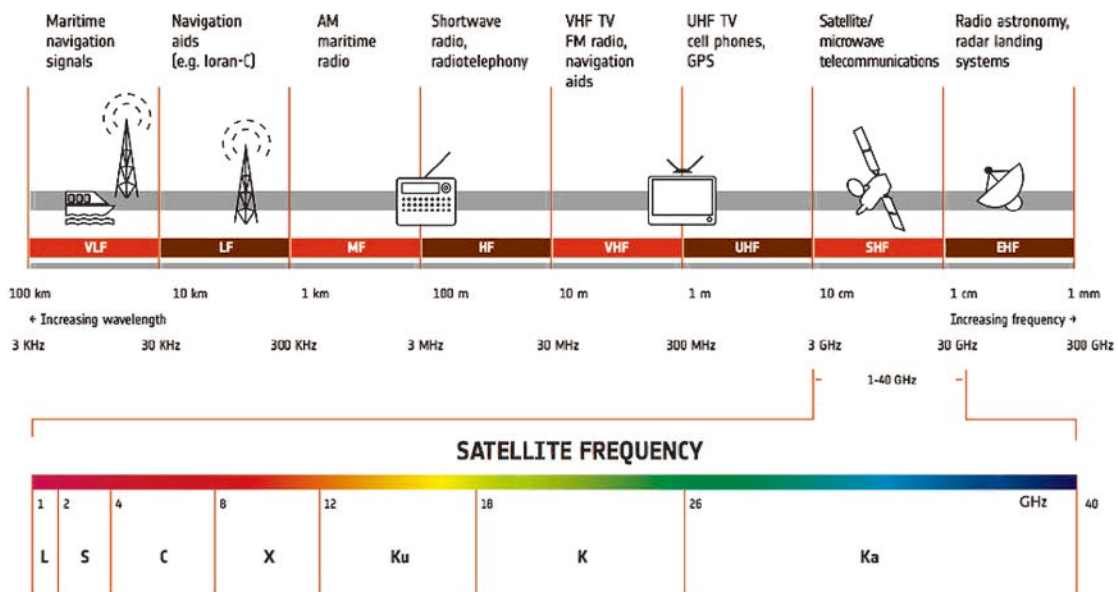 Maritime
navigation
signals
Navigation
aids
(e.g. loran-C)
AM
maritime
radio
Shortwave
radio,
radiotelephony
VHF TV
FM radio,
navigation
aids
UHF TV
cell phones,
GPS
Satellite/
microwave
telecommunications
Radio astronomy,
radar landing
systems
VLF LF MF HF VHF UHF SHF EHF
100 km 10 km 1 km 100 m 10 m 1 m 10 cm 1 cm 1 mm
← Increasing wavelength Increasing frequency →
3 KHz 30 KHz 300 KHz 3 MHz 30 MHz 300 MHz 3 GHz 30 GHz 300 GHz
1-40 GHz
SATELLITE FREQUENCY
1 2 4 8 12 18 26 GHz 40
L S C X Ku K Ka